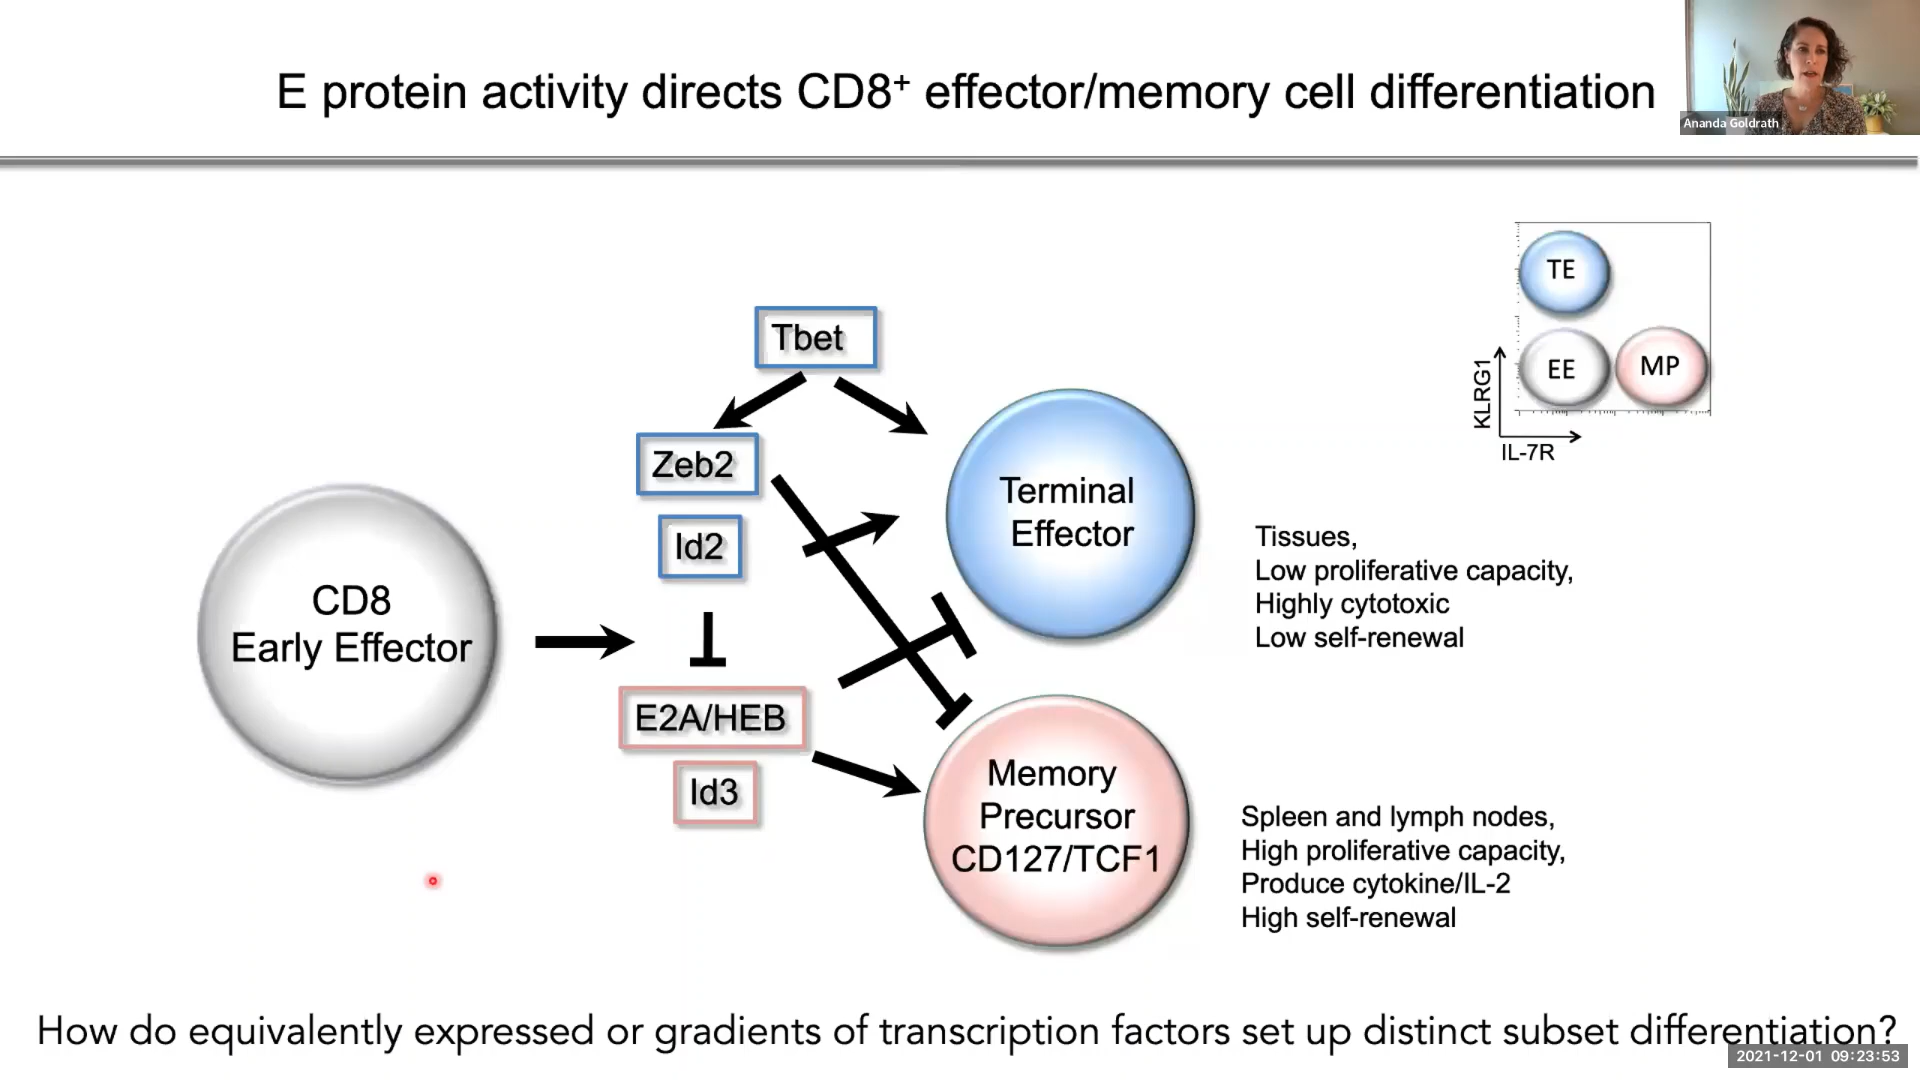 E protein activity directs CD8⁺ effector/memory cell differentiation
Ananda Goldrath
TE
EE
MP
KLRG1
IL-7R
Tbet
Zeb2
Id2
E2A/HEB
Id3
CD8
Early Effector
Terminal
Effector
Tissues,
Low proliferative capacity,
Highly cytotoxic
Low self-renewal
Memory
Precursor
CD127/TCF1
Spleen and lymph nodes,
High proliferative capacity,
Produce cytokine/IL-2
High self-renewal
How do equivalently expressed or gradients of transcription factors set up distinct subset differentiation?
2021-12-01 09:23:53